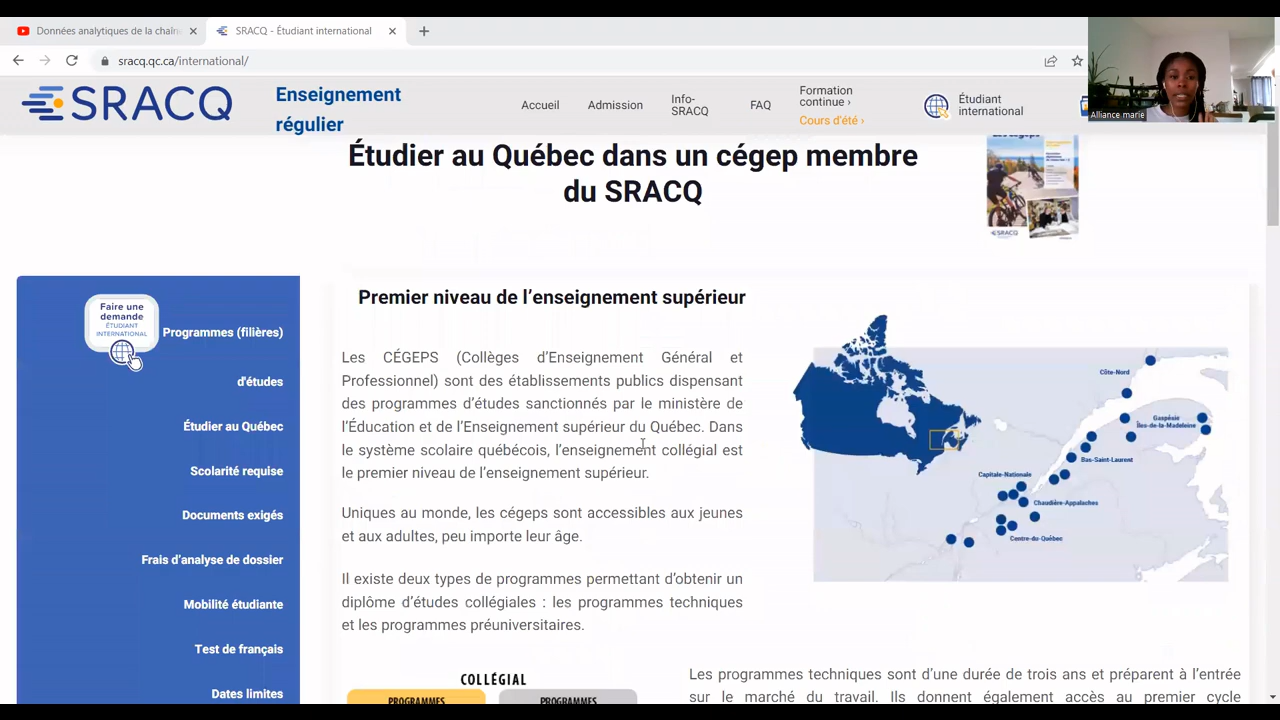 Données analytiques de la chaîn
SRACQ - Étudiant international
sracq.qc.ca/international/
SRACQ
Enseignement
régulier
Accueil
Admission
Info-
SRACQ
FAQ
Formation
continue ›
Cours d'été ›
Étudiant
international
Alliance marie
Étudier au Québec dans un cégep membre
du SRACQ
SRACQ
Faire une
demande
ÉTUDIANT
INTERNATIONAL
Programmes (filières)
d'études
Étudier au Québec
Scolarité requise
Documents exigés
Frais d'analyse de dossier
Mobilité étudiante
Test de français
Dates limites
Premier niveau de l'enseignement supérieur
Les CÉGEPS (Collèges d'Enseignement Général et
Professionnel) sont des établissements publics dispensant
des programmes d'études sanctionnés par le ministère de
l'Éducation et de l'Enseignement supérieur du Québec. Dans
le système scolaire québécois, l'enseignement collégial est
le premier niveau de l'enseignement supérieur.
Uniques au monde, les cégeps sont accessibles aux jeunes
et aux adultes, peu importe leur âge.
Il existe deux types de programmes permettant d'obtenir un
diplôme d'études collégiales : les programmes techniques
et les programmes préuniversitaires.
Côte-Nord
Gaspésie
Îles-de-la-Madeleine
Bas-Saint-Laurent
Capitale-Nationale
Chaudière-Appalaches
Centre-du-Québec
COLLÉGIAL
PROGRAMMES
PROGRAMMES
Les programmes techniques sont d'une durée de trois ans et préparent à l'entrée
sur le marché du travail. Ils donnent également accès au premier cycle